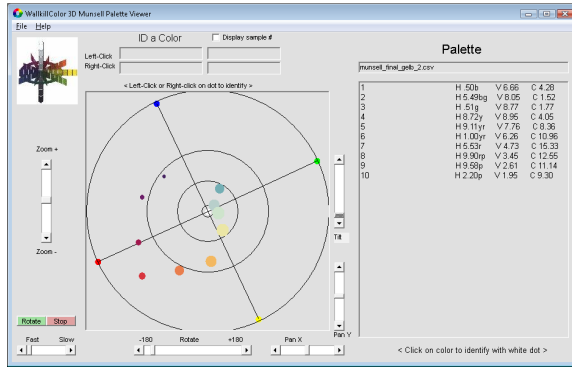 WallkillColor 3D Munsell Palette Viewer
File Help
ID a Color
Display sample #
Left-Click
Right-Click
< Left-Click or Right-click on dot to identify >
Palette
munsell_final_gelb_2.csv
1 H .50b V 6.66 C 4.28
2 H 5.49bg V 8.05 C 1.52
3 H .51g V 8.77 C 1.77
4 H 8.72y V 8.95 C 4.05
5 H 9.11yr V 7.76 C 8.36
6 H 1.00yr V 6.26 C 10.96
7 H 5.53r V 4.73 C 15.33
8 H 9.90rp V 3.45 C 12.55
9 H 9.58p V 2.61 C 11.14
10 H 2.20p V 1.95 C 9.30
Zoom +
Zoom -
Tilt
Rotate Stop
Pan Y
Fast Slow
-180 Rotate +180
Pan X
< Click on color to identify with white dot >